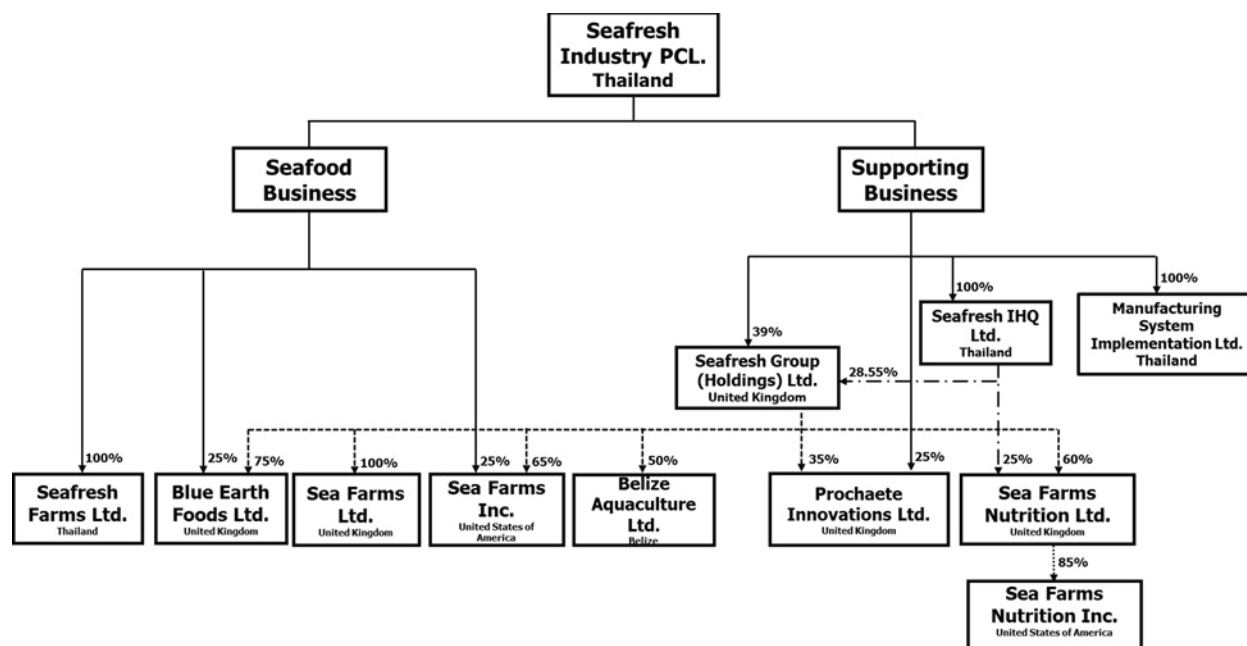 Seafresh
Industry PCL.
Thailand
Seafood
Business
Supporting
Business
100%
100%
39%
Seafresh IHQ
Ltd.
Thailand
Manufacturing
System
Implementation Ltd.
Thailand
Seafresh Group
(Holdings) Ltd.
United Kingdom
28.55%
100%
25%
75%
100%
25%
65%
50%
35%
25%
25%
60%
Seafresh
Farms Ltd.
Thailand
Blue Earth
Foods Ltd.
United Kingdom
Sea Farms
Ltd.
United Kingdom
Sea Farms
Inc.
United States of
America
Belize
Aquaculture
Ltd.
Belize
Prochaete
Innovations Ltd.
United Kingdom
Sea Farms
Nutrition Ltd.
United Kingdom
85%
Sea Farms
Nutrition Inc.
United States of America